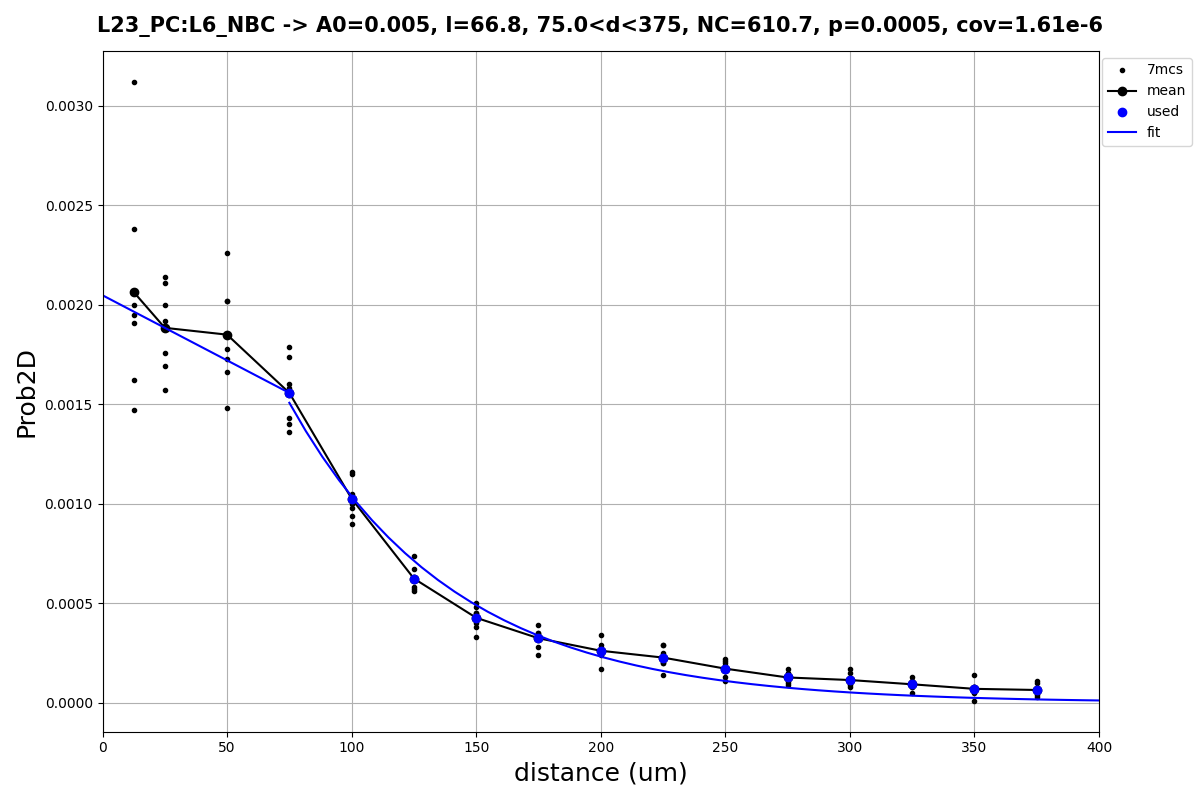 L23_PC:L6_NBC -> A0=0.005, l=66.8, 75.0<d<375, NC=610.7, p=0.0005, cov=1.61e-6
7mcs
mean
used
fit
0.0030
0.0025
0.0020
0.0015
0.0010
0.0005
0.0000
Prob2D
0
50
100
150
200
250
300
350
400
distance (um)